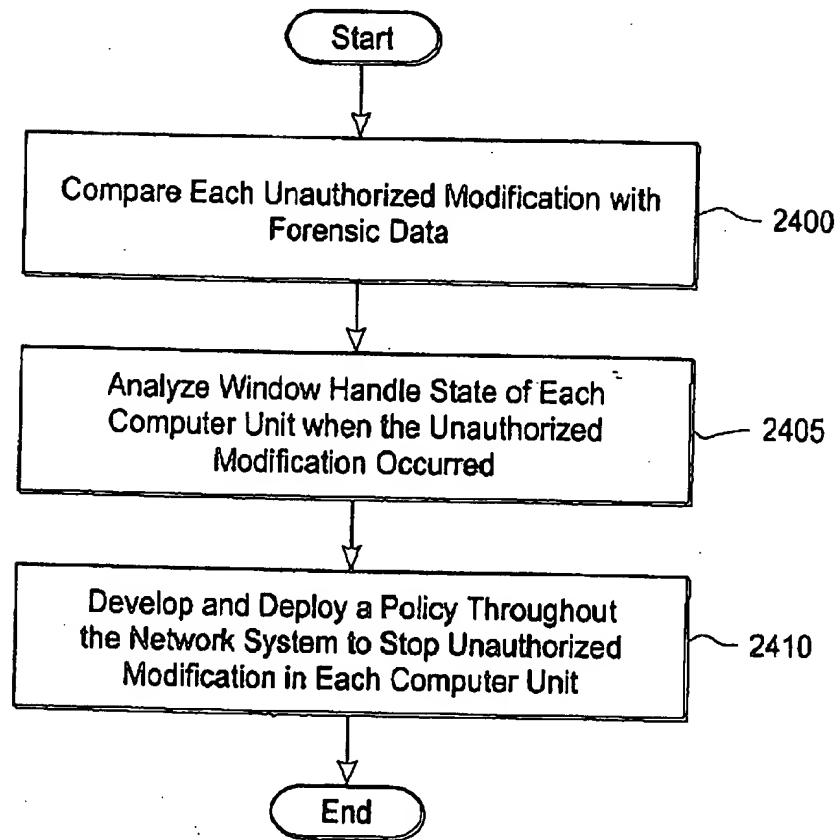 Start
Compare Each Unauthorized Modification with
Forensic Data
2400
Analyze Window Handle State of Each
Computer Unit when the Unauthorized
Modification Occurred
2405
Develop and Deploy a Policy Throughout
the Network System to Stop Unauthorized
Modification in Each Computer Unit
2410
End